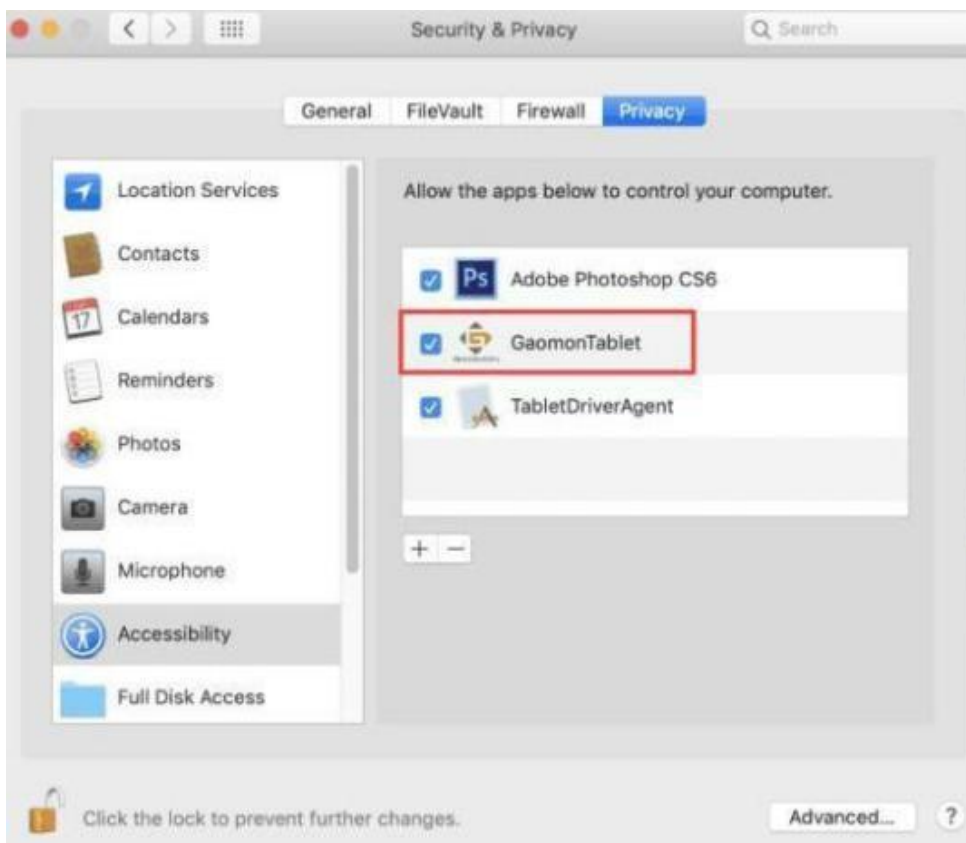 Security & Privacy
Search
General FileVault Firewall Privacy
Location Services
Contacts
17
Calendars
Reminders
Photos
Camera
Microphone
Accessibility
Full Disk Access
Allow the apps below to control your computer.
Ps Adobe Photoshop CS6
GaomonTablet
TabletDriverAgent
+ −
Click the lock to prevent further changes.
Advanced... ?